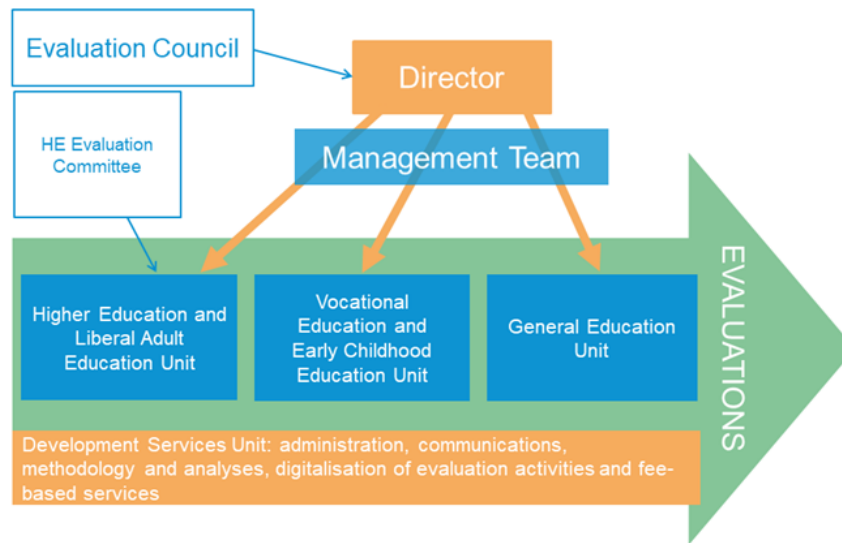 Evaluation Council
Director
HE Evaluation
Committee
Management Team
EVALUATIONS
Higher Education and
Liberal Adult
Education Unit
Vocational
Education and
Early Childhood
Education Unit
General Education
Unit
Development Services Unit: administration, communications,
methodology and analyses, digitalisation of evaluation activities and fee-
based services